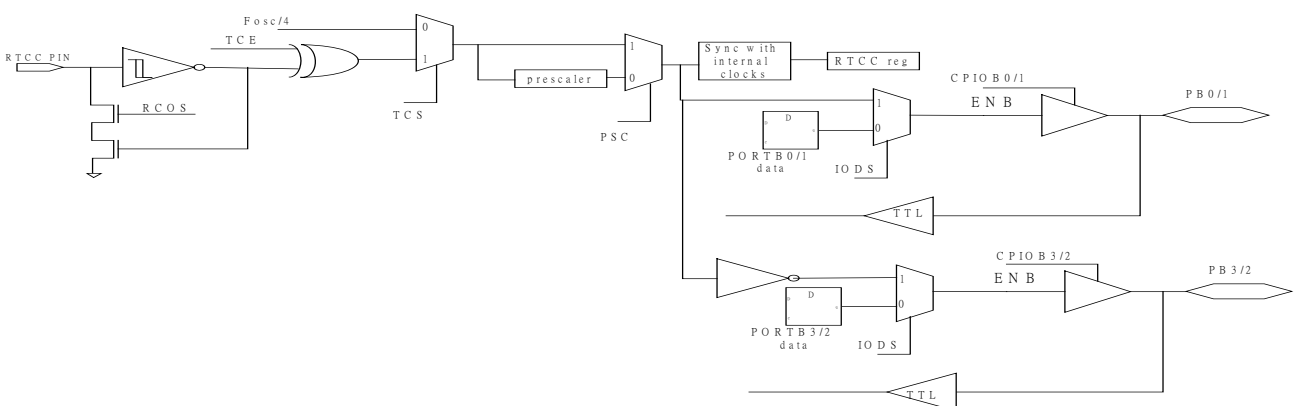 Fosc/4
TCE
RTCC PIN
RCOS
0
1
TCS
prescaler
1
0
PSC
Sync with
internal
clocks
RTCC reg
D
PORTB0/1
data
1
0
IODS
CPIOB0/1
ENB
PB0/1
TTL
D
PORTB3/2
data
1
0
IODS
CPIOB3/2
ENB
PB3/2
TTL